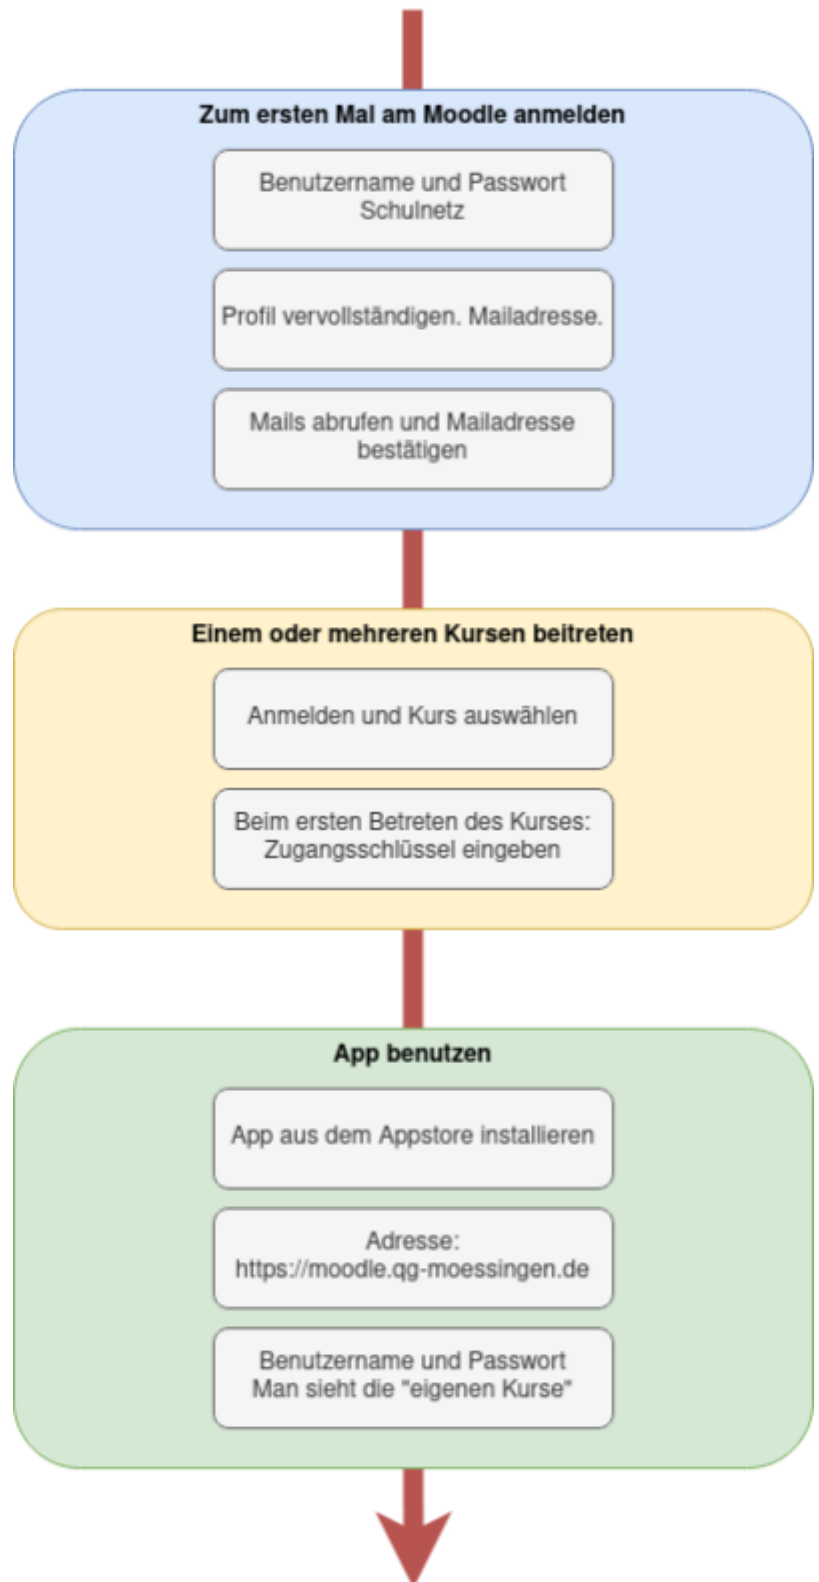 Zum ersten Mal am Moodle anmelden
Benutzername und Passwort
Schulnetz
Profil vervollständigen. Mailadresse.
Mails abrufen und Mailadresse
bestätigen
Einem oder mehreren Kursen beitreten
Anmelden und Kurs auswählen
Beim ersten Betreten des Kurses:
Zugangsschlüssel eingeben
App benutzen
App aus dem Appstore installieren
Adresse:
https://moodle.qg-moessingen.de
Benutzername und Passwort
Man sieht die "eigenen Kurse"